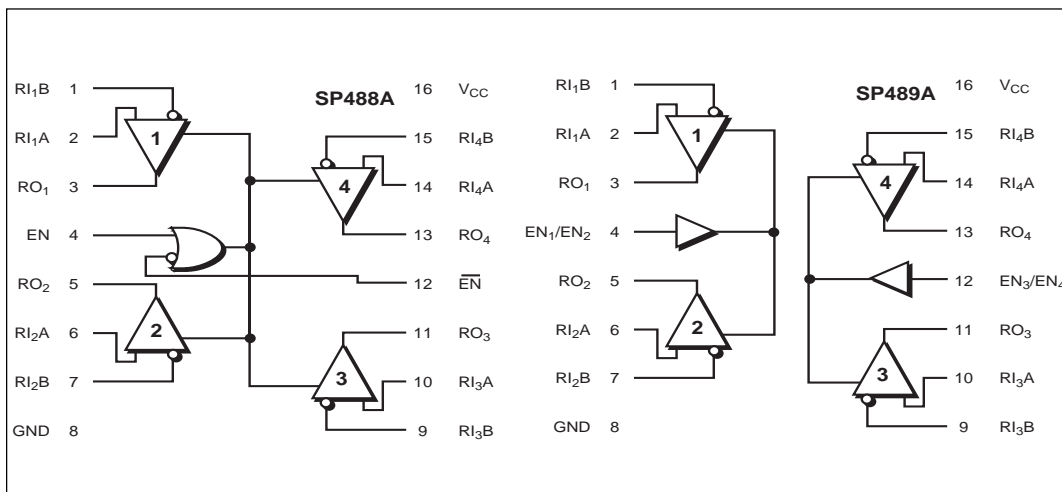 SP488A
RI₁B 1
RI₁A 2
RO₁ 3
EN 4
RO₂ 5
RI₂A 6
RI₂B 7
GND 8
16 V_CC
15 RI₄B
14 RI₄A
13 RO₄
12 E̅N̅
11 RO₃
10 RI₃A
9 RI₃B
1
4
2
3
SP489A
RI₁B 1
RI₁A 2
RO₁ 3
EN₁/EN₂ 4
RO₂ 5
RI₂A 6
RI₂B 7
GND 8
16 V_CC
15 RI₄B
14 RI₄A
13 RO₄
12 EN₃/EN₄
11 RO₃
10 RI₃A
9 RI₃B
1
4
2
3